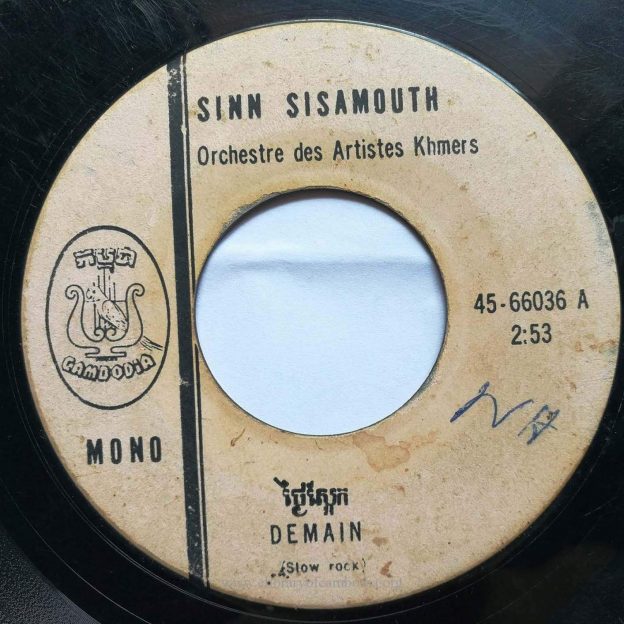 SINN SISAMOUTH
Orchestre des Artistes Khmers
កម្ពុជា
CAMBODIA
MONO
45-66036 A
2:53
ថ្ងៃស្អែក
DEMAIN
(Slow rock)